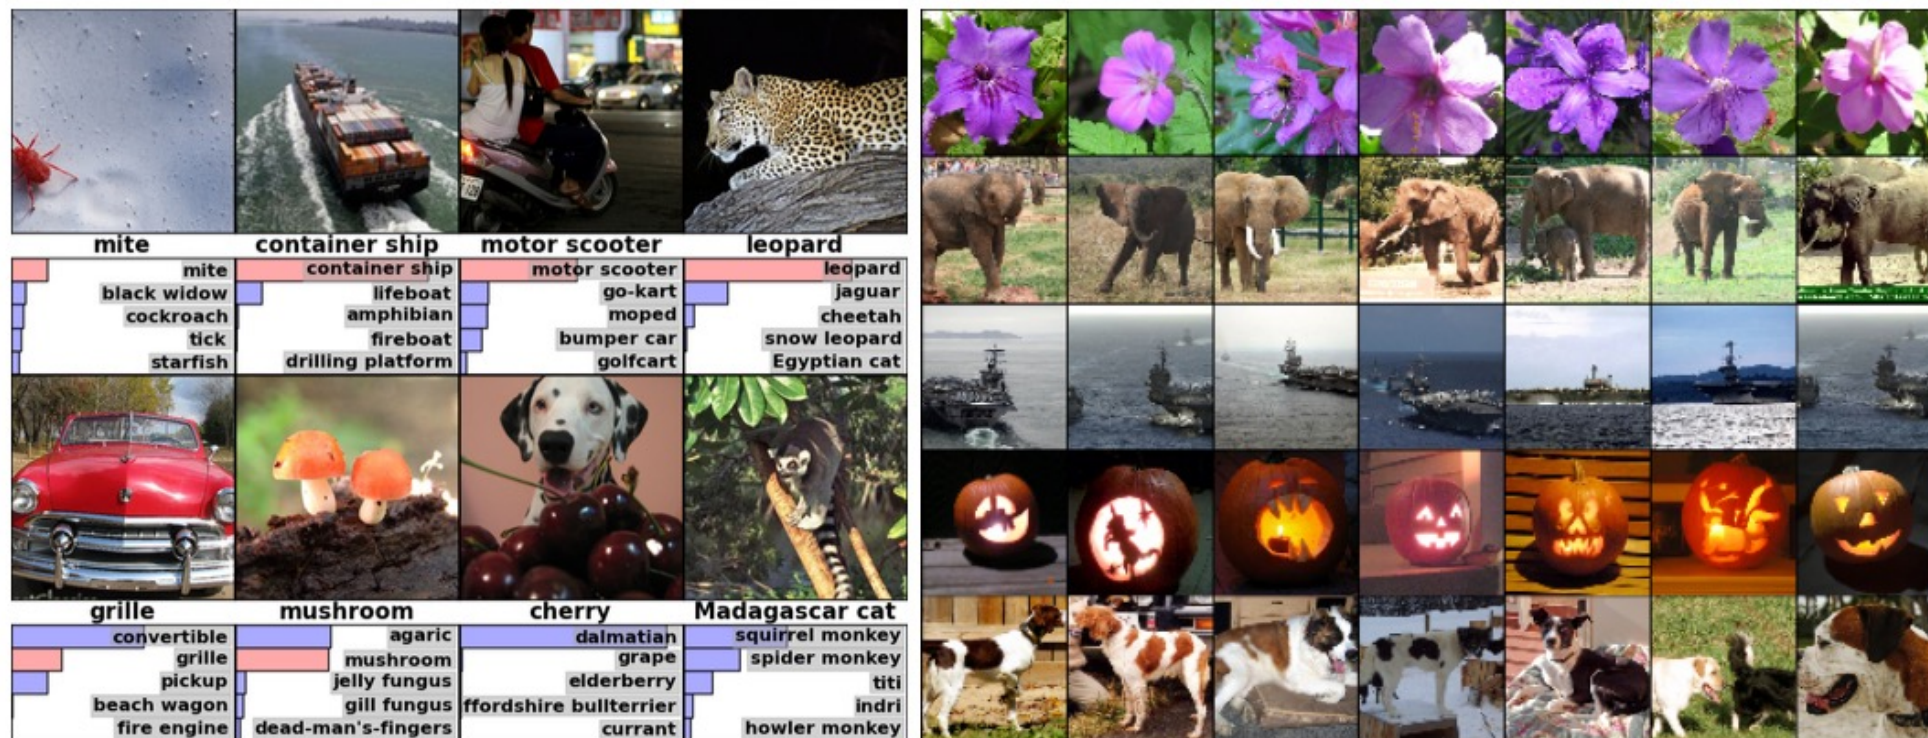 mite
container ship
motor scooter
leopard
mite
black widow
cockroach
tick
starfish
container ship
lifeboat
amphibian
fireboat
drilling platform
motor scooter
go-kart
moped
bumper car
golfcart
leopard
jaguar
cheetah
snow leopard
Egyptian cat
grille
mushroom
cherry
Madagascar cat
convertible
grille
pickup
beach wagon
fire engine
agaric
mushroom
jelly fungus
gill fungus
dead-man's-fingers
dalmatian
grape
elderberry
ffordshire bullterrier
currant
squirrel monkey
spider monkey
titi
indri
howler monkey